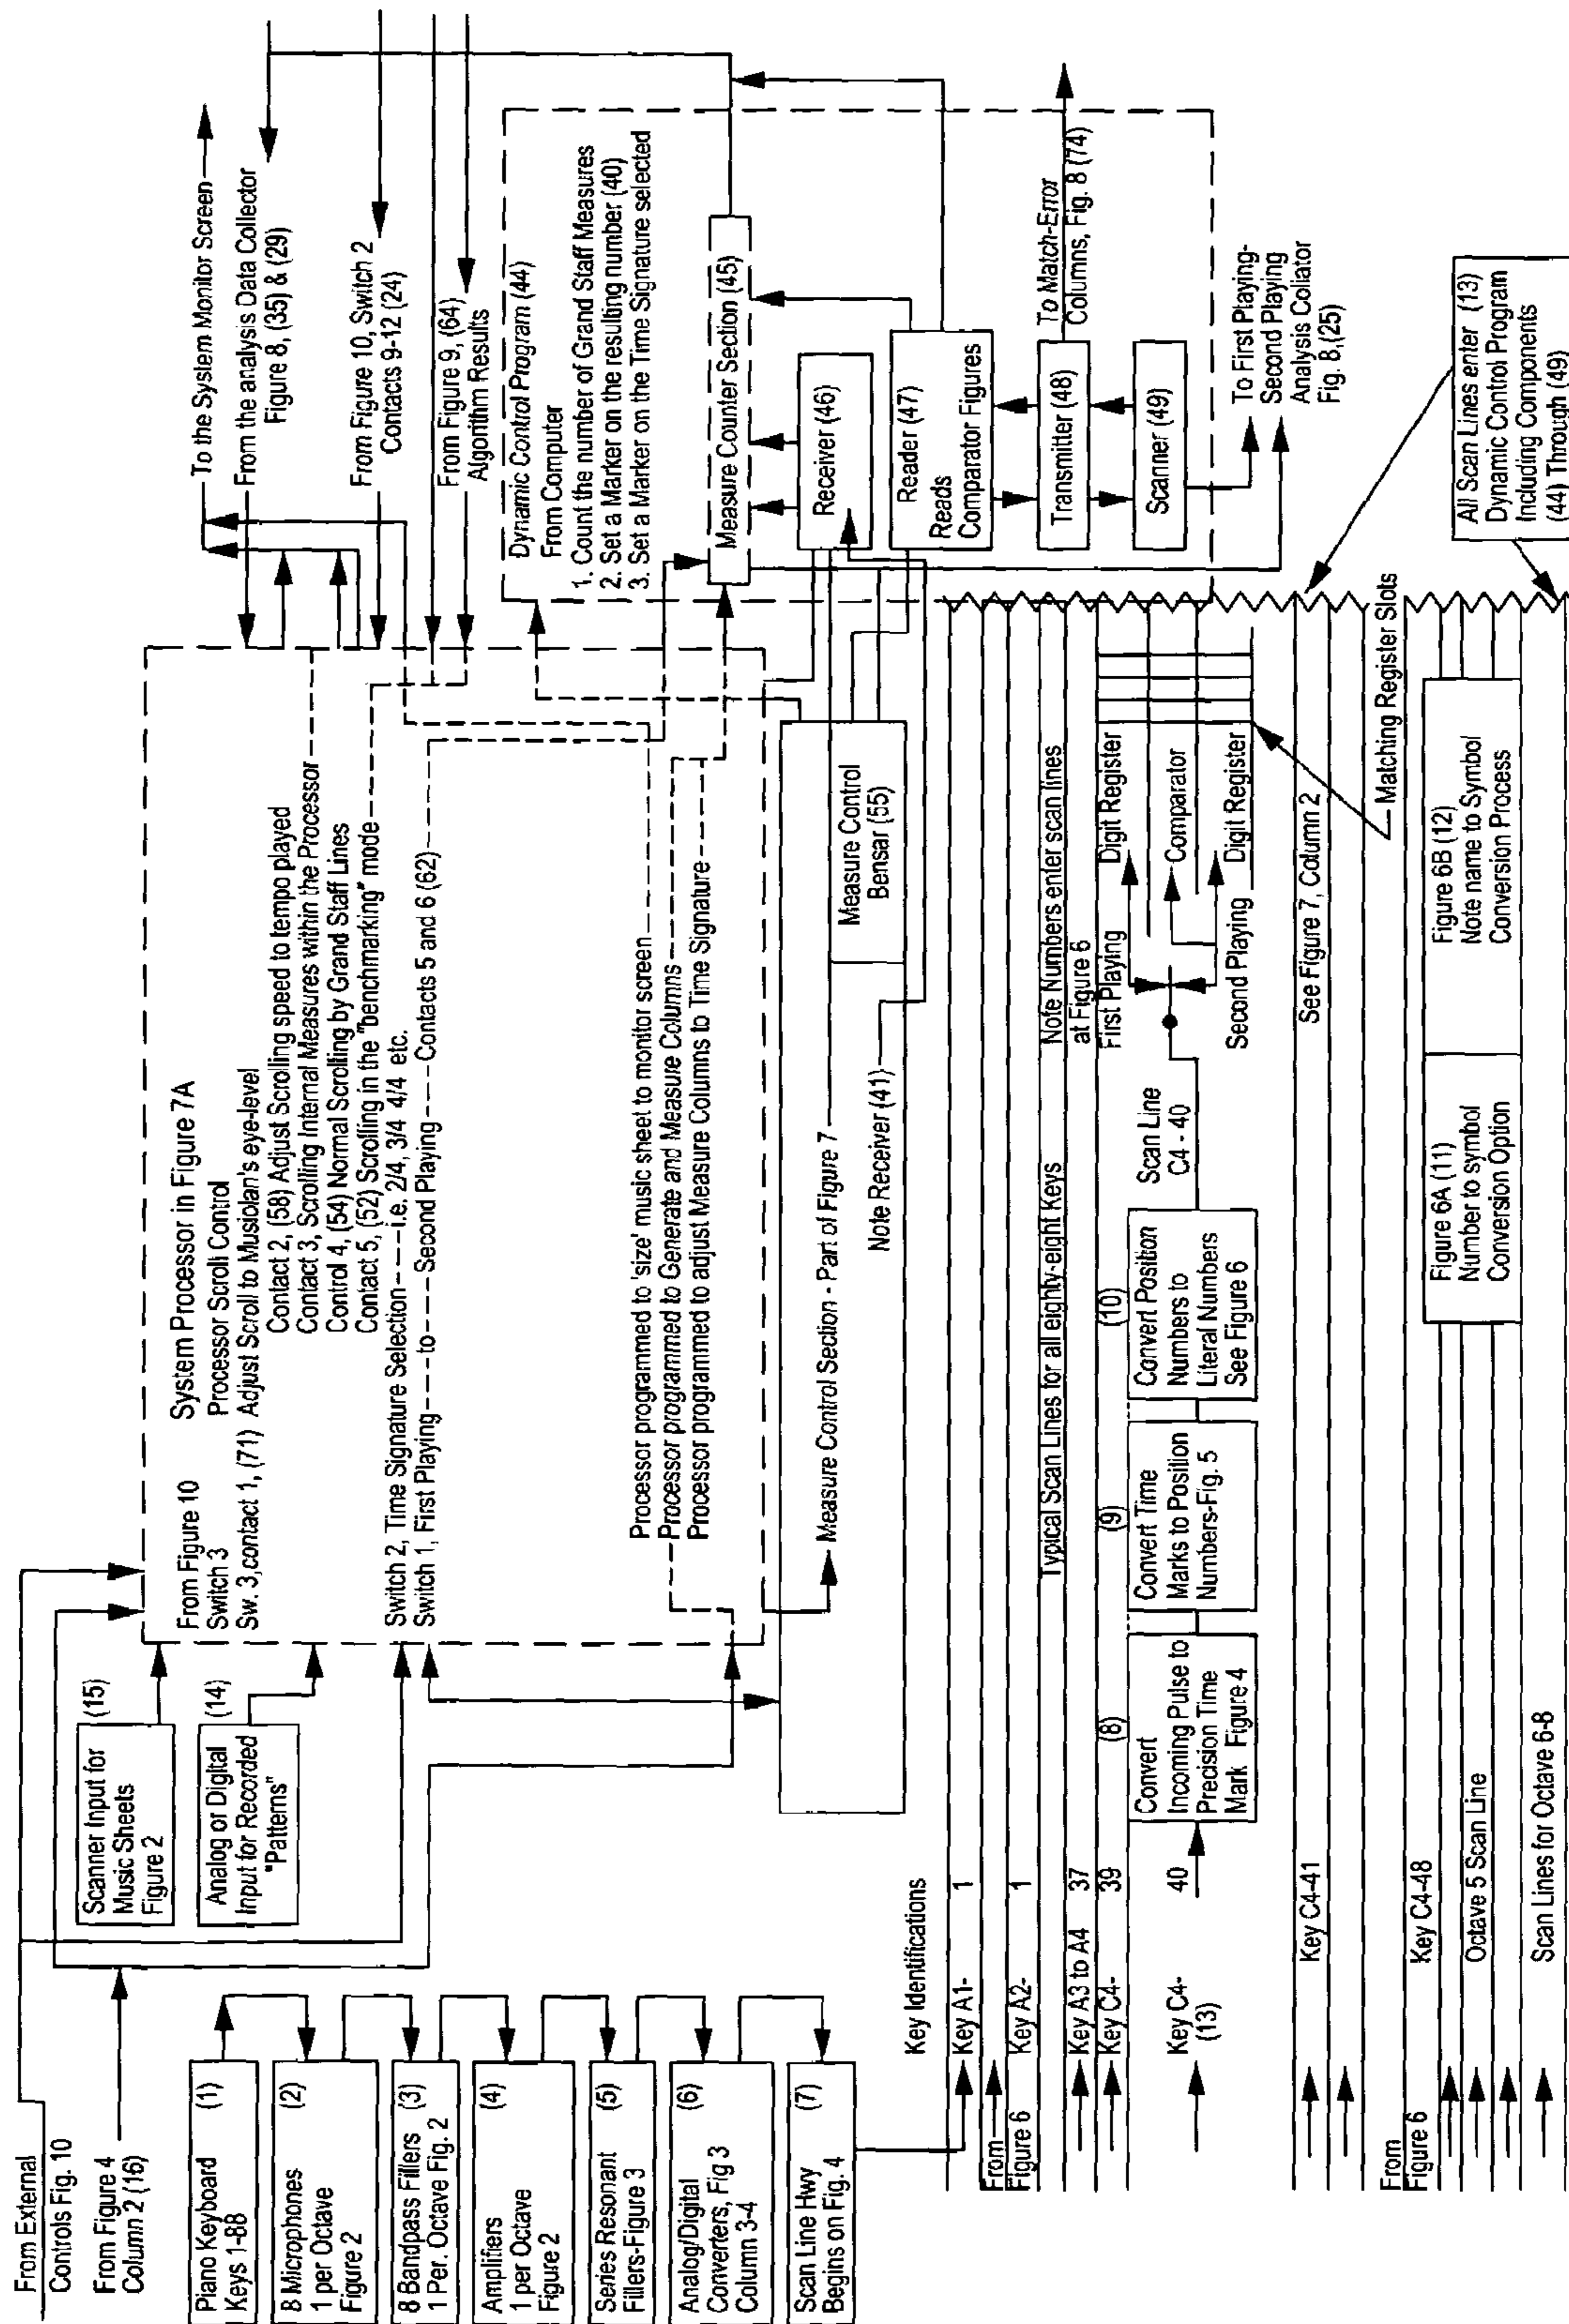 From External
Controls Fig. 10
From Figure 4
Column 2 (16)
Scanner Input for
Music Sheets
Figure 2
(15)
Analog or Digital
Input for Recorded
"Patterns"
(14)
Piano Keyboard (1)
Keys 1-88
8 Microphones (2)
1 per Octave
Figure 2
8 Bandpass Fillers (3)
1 Per. Octave Fig. 2
Amplifiers (4)
1 per Octave
Figure 2
Series Resonant (5)
Fillers-Figure 3
Analog/Digital (6)
Converters, Fig 3
Column 3-4
Scan Line Hwy (7)
Begins on Fig. 4
From Figure 10
Switch 3
System Processor in Figure 7A
Processor Scroll Control
Sw. 3, contact 1, (71) Adjust Scroll to Musiolan's eye-level
Contact 2, (58) Adjust Scrolling speed to tempo played
Contact 3, Scrolling Internal Measures within the Processor
Control 4, (54) Normal Scrolling by Grand Staff Lines
Contact 5, (52) Scrolling in the "benchmarking" mode
Switch 2, Time Signature Selection - - - i.e. 2/4, 3/4 4/4 etc.
Switch 1, First Playing - - - to - - - Second Playing - - - Contacts 5 and 6 (62)
Processor programmed to 'size' music sheet to monitor screen
Processor programmed to Generate and Measure Columns
Processor programmed to adjust Measure Columns to Time Signature
To the System Monitor Screen
From the analysis Data Collector
Figure 8, (35) & (29)
From Figure 10, Switch 2
Contacts 9-12 (24)
From Figure 9, (64)
Algorithm Results
Dynamic Control Program (44)
From Computer
1. Count the number of Grand Staff Measures
2. Set a Marker on the resulting number (40)
3. Set a Marker on the Time Signature selected
Measure Counter Section (45)
Receiver (46)
Reader (47)
Reads
Comparator Figures
Transmitter (48)
Scanner (49)
To Match-Error
Columns, Fig. 8 (74)
To First Playing-
Second Playing
Analysis Collator
Fig. 8,(25)
Measure Control Section - Part of Figure 7
Measure Control
Bensar (55)
Note Receiver (41)
Key Identifications
Key A1- 1
From
Figure 6
Key A2- 1
Key A3 to A4 37
Key C4- 39
Key C4- 40
(13)
Typical Scan Lines for all eighty-eight Keys
Note Numbers enter scan lines
at Figure 6
(8)
Convert
Incoming Pulse to
Precision Time
Mark Figure 4
(9)
Convert Time
Marks to Position
Numbers-Fig. 5
(10)
Convert Position
Numbers to
Literal Numbers
See Figure 6
Scan Line
C4 - 40
First Playing
Digit Register
Comparator
Second Playing
Digit Register
Key C4-41
See Figure 7, Column 2
Matching Register Slots
From
Figure 6
Key C4-48
Octave 5 Scan Line
Scan Lines for Octave 6-8
Figure 6A (11)
Number to symbol
Conversion Option
Figure 6B (12)
Note name to Symbol
Conversion Process
All Scan Lines enter (13)
Dynamic Control Program
Including Components
(44) Through (49)